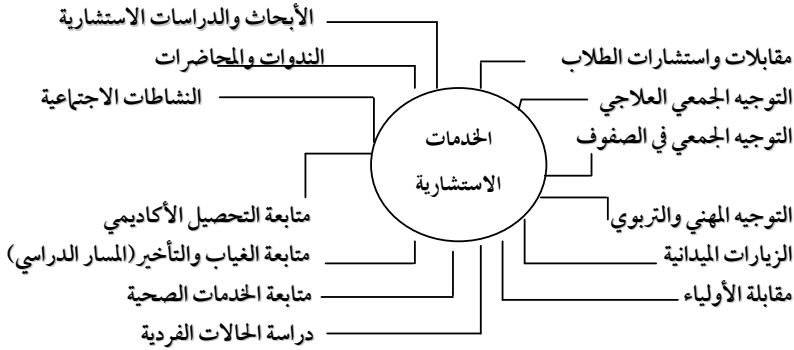 الأبحاث والدراسات الاستشارية
الندوات والمحاضرات
النشاطات الاجتماعية
مقابلات واستشارات الطلاب
التوجيه الجمعي العلاجي
التوجيه الجمعي في الصفوف
الخدمات
الاستشارية
التوجيه المهني والتربوي
الزيارات الميدانية
مقابلة الأولياء
متابعة التحصيل الأكاديمي
متابعة الغياب والتأخير(المسار الدراسي)
متابعة الخدمات الصحية
دراسة الحالات الفردية